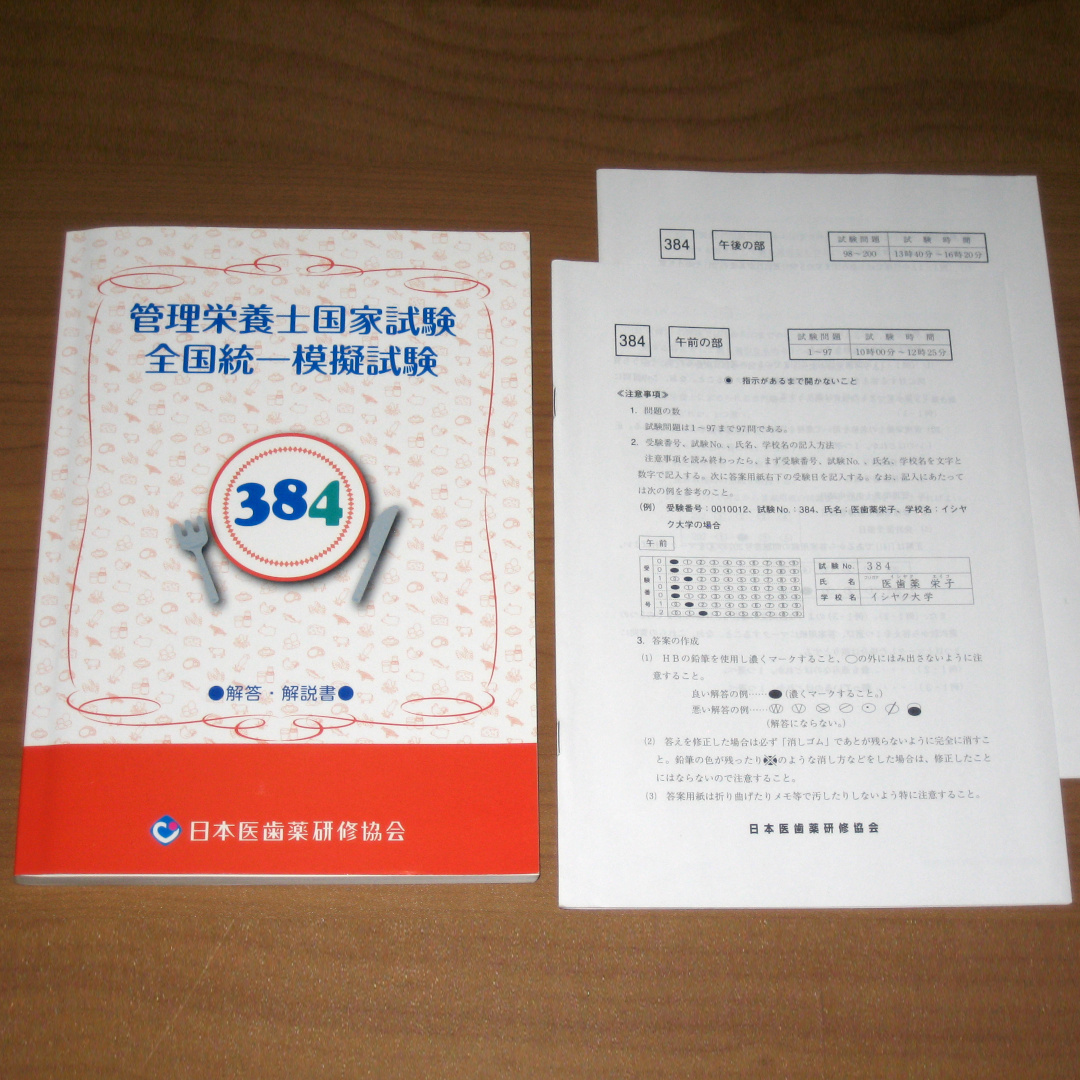 管理栄養士国家試験
全国統一模擬試験
384
●解答・解説書●
日本医歯薬研修協会
384 午後の部 試験問題 試験時間
98～200 13時40分～16時20分
384 午前の部 試験問題 試験時間
1～97 10時00分～12時25分
◉ 指示があるまで開かないこと
≪注意事項≫
1. 問題の数
試験問題は1～97まで97問である。
2. 受験番号、試験No.、氏名、学校名の記入方法
注意事項を読み終わったら、まず受験番号、試験No.、氏名、学校名を文字と
数字で記入する。次に答案用紙右下の受験日を記入する。なお、記入にあたって
は次の例を参考のこと。
(例) 受験番号:0010012、試験No.:384、氏名:医歯薬栄子、学校名:イシヤ
ク大学の場合
午前
受験番号
試験No. 384
氏名 医歯薬 栄子
学校名 イシヤク大学
3. 答案の作成
(1) HBの鉛筆を使用し濃くマークすること、○の外にはみ出さないように注
意すること。
良い解答の例……●(濃くマークすること。)
悪い解答の例……
(解答にならない。)
(2) 答えを修正した場合は必ず「消しゴム」であとが残らないように完全に消すこ
と。鉛筆の色が残ったりのような消し方などをした場合は、修正したこと
にはならないので注意すること。
(3) 答案用紙は折り曲げたりメモ等で汚したりしないよう特に注意すること。
日本医歯薬研修協会